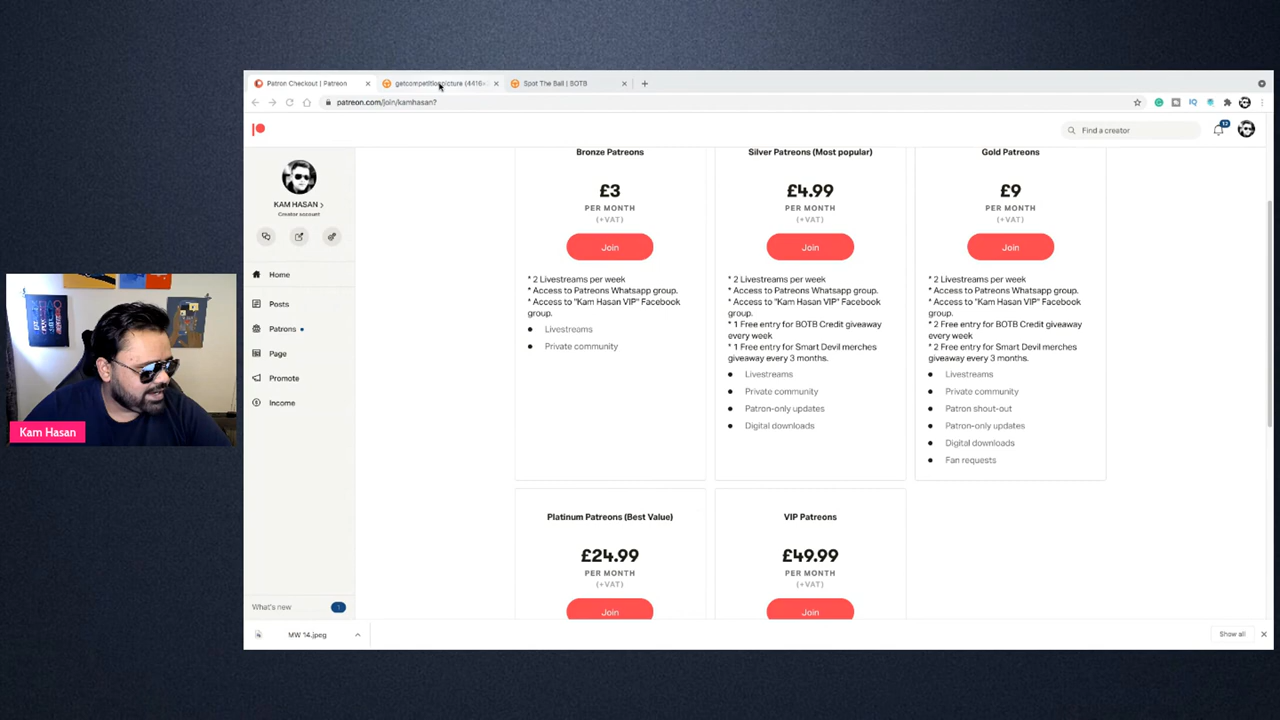 Patron Checkout | Patreon
getcompetitionpicture (4416×
Spot The Ball | BOTB
patreon.com/join/kamhasan?
Find a creator
12
KAM HASAN
Creator account
Home
Posts
Patrons
Page
Promote
Income
What's new
1
Bronze Patreons
£3
PER MONTH
(+VAT)
Join
* 2 Livestreams per week
* Access to Patreons Whatsapp group.
* Access to "Kam Hasan VIP" Facebook
group.
Livestreams
Private community
Silver Patreons (Most popular)
£4.99
PER MONTH
(+VAT)
Join
* 2 Livestreams per week
* Access to Patreons Whatsapp group.
* Access to "Kam Hasan VIP" Facebook
group.
* 1 Free entry for BOTB Credit giveaway
every week
* 1 Free entry for Smart Devil merches
giveaway every 3 months.
Livestreams
Private community
Patron-only updates
Digital downloads
Gold Patreons
£9
PER MONTH
(+VAT)
Join
* 2 Livestreams per week
* Access to Patreons Whatsapp group.
* Access to "Kam Hasan VIP" Facebook
group.
* 2 Free entry for BOTB Credit giveaway
every week
* 2 Free entry for Smart Devil merches
giveaway every 3 months.
Livestreams
Private community
Patron shout-out
Patron-only updates
Digital downloads
Fan requests
Platinum Patreons (Best Value)
£24.99
PER MONTH
(+VAT)
Join
VIP Patreons
£49.99
PER MONTH
(+VAT)
Join
MW 14.jpeg
Show all
Kam Hasan